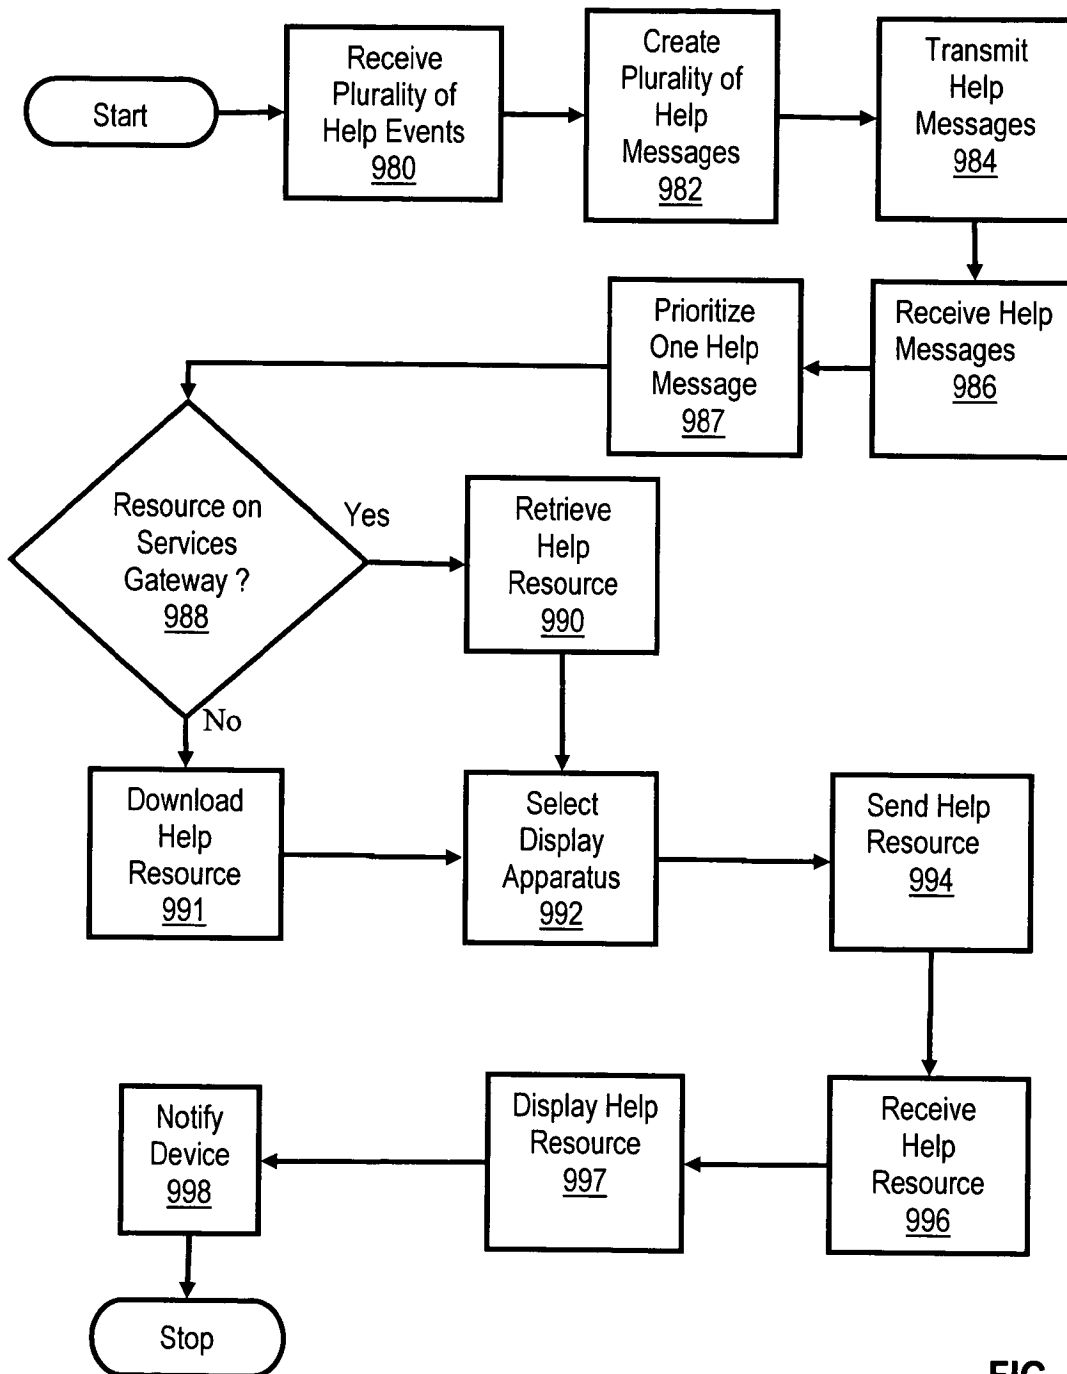 Start
Receive
Plurality of
Help Events
980
Create
Plurality of
Help
Messages
982
Transmit
Help
Messages
984
Receive Help
Messages
986
Prioritize
One Help
Message
987
Resource on
Services
Gateway ?
988
Yes
No
Retrieve
Help
Resource
990
Download
Help
Resource
991
Select
Display
Apparatus
992
Send Help
Resource
994
Receive
Help
Resource
996
Display Help
Resource
997
Notify
Device
998
Stop
FIG